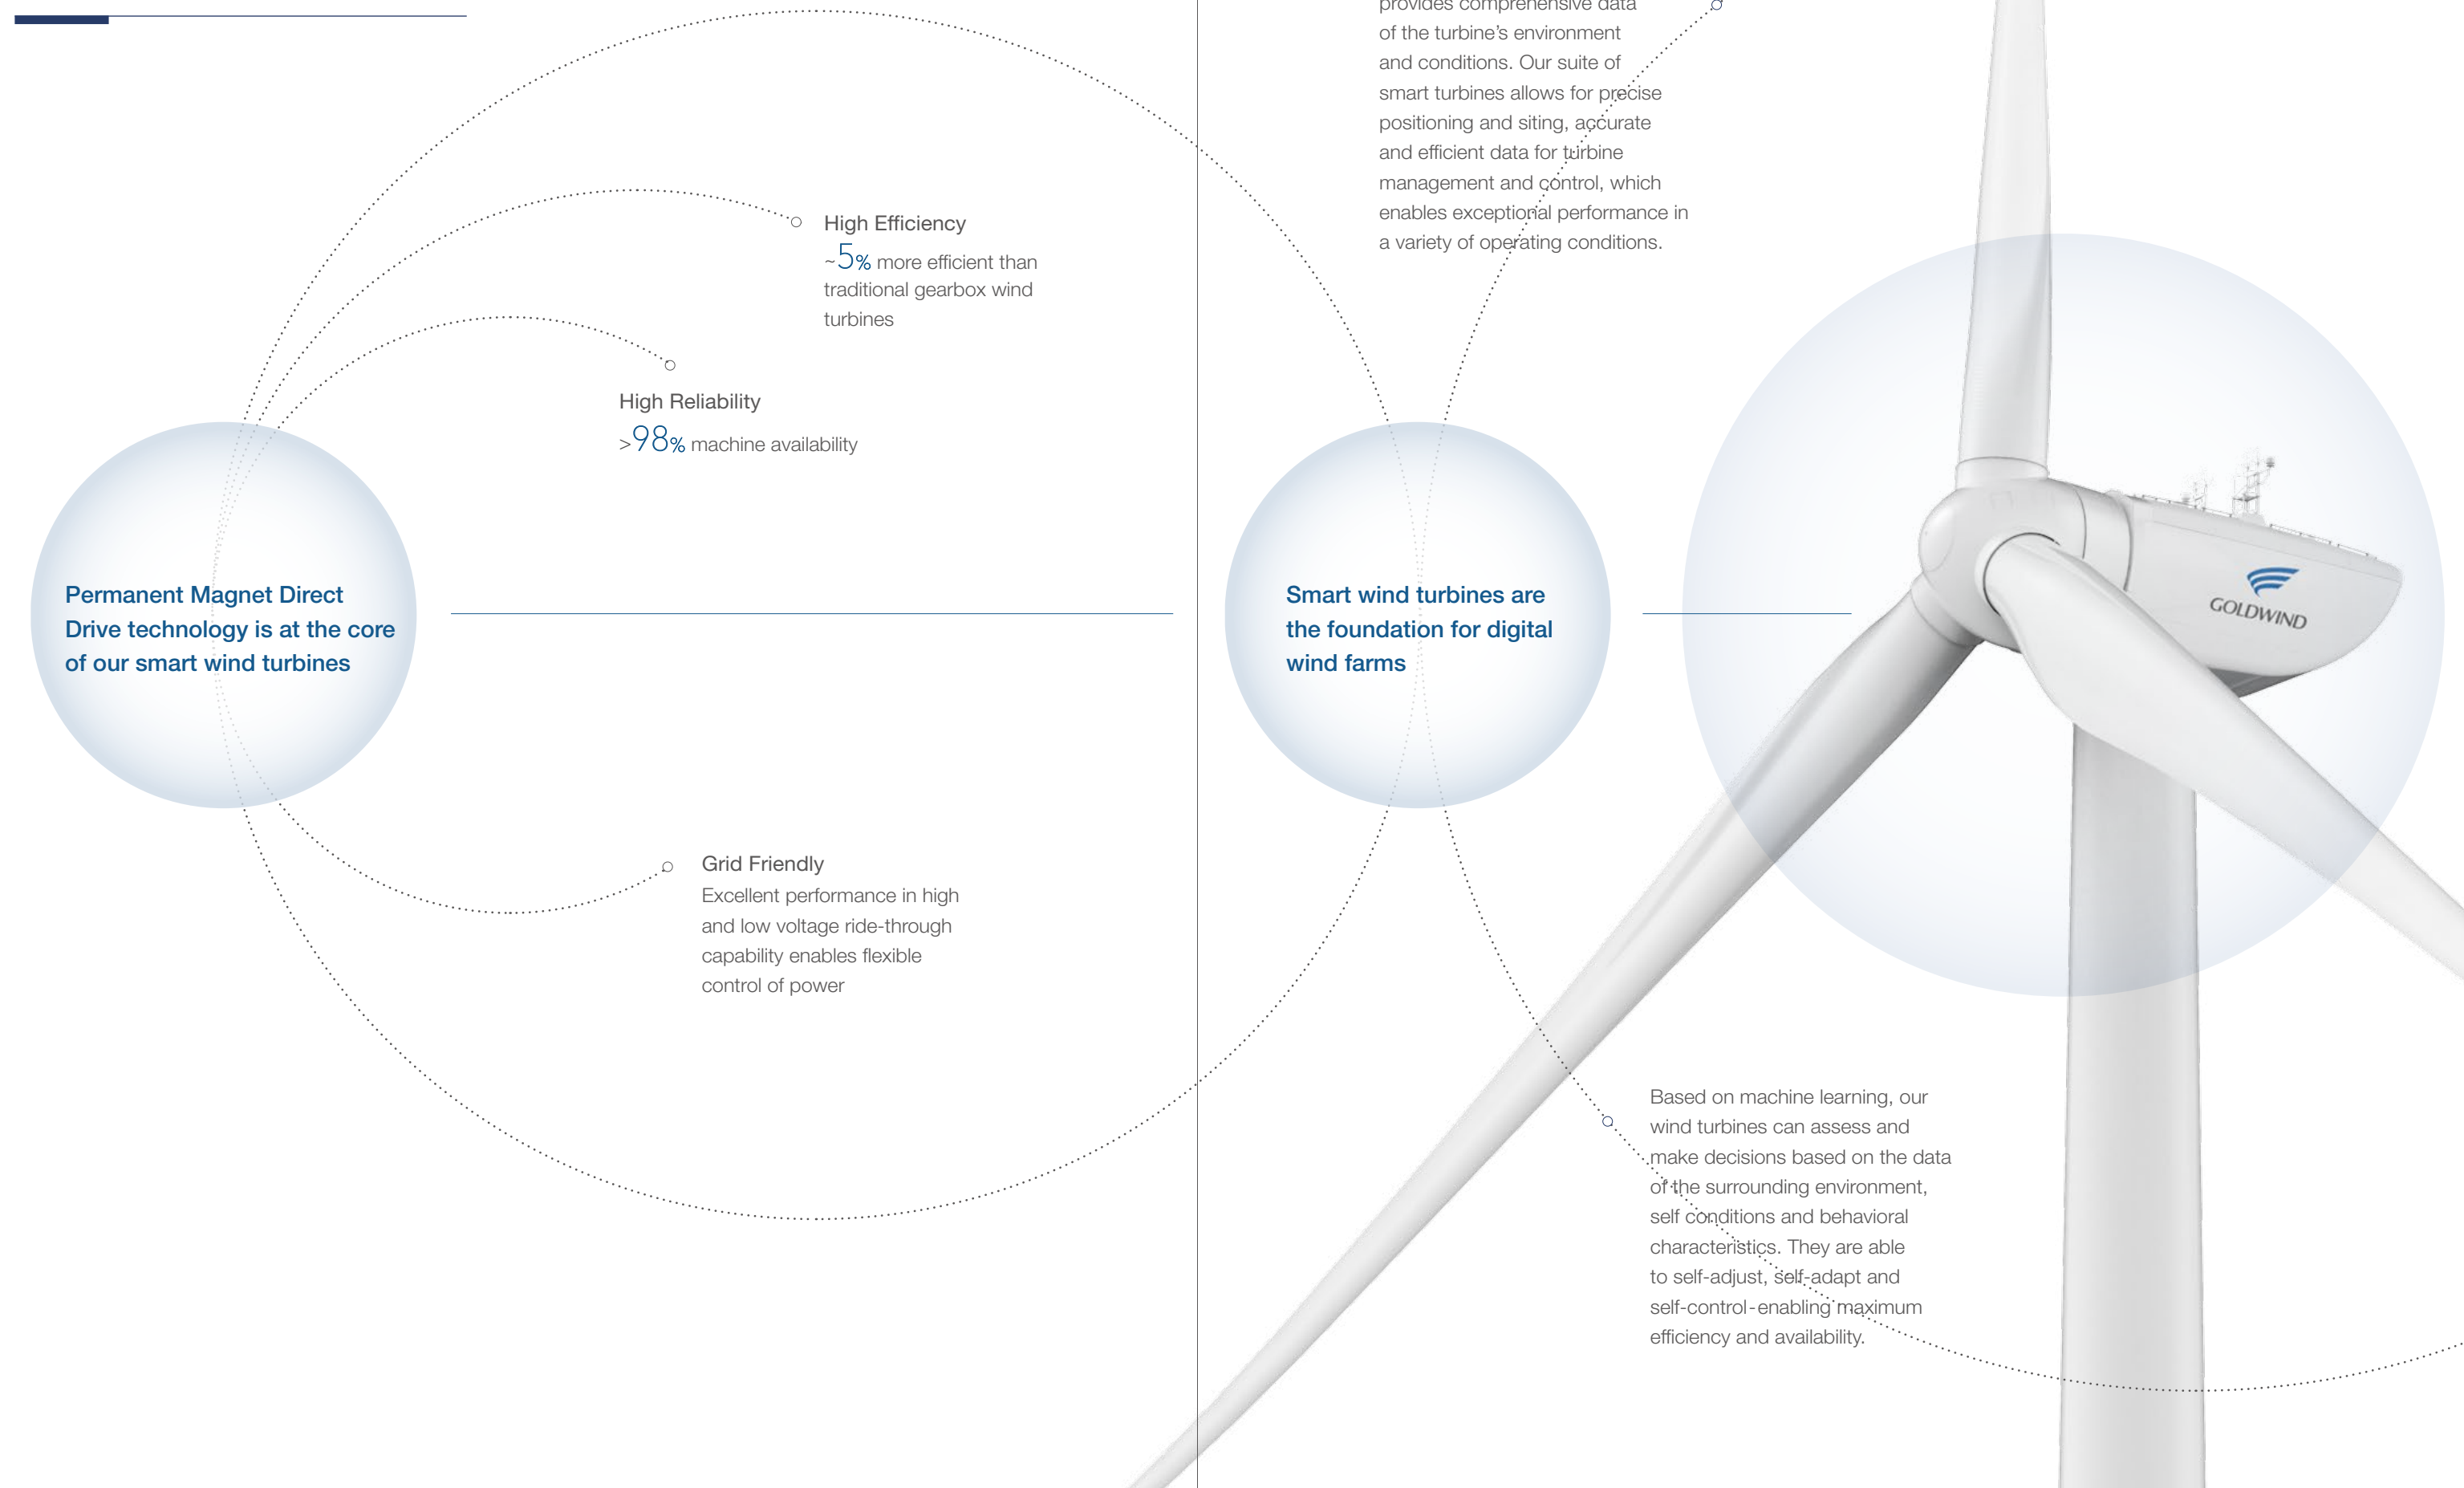 High Efficiency
~5% more efficient than
traditional gearbox wind
turbines
High Reliability
>98% machine availability
Permanent Magnet Direct
Drive technology is at the core
of our smart wind turbines
Grid Friendly
Excellent performance in high
and low voltage ride-through
capability enables flexible
control of power
provides comprehensive data
of the turbine’s environment
and conditions. Our suite of
smart turbines allows for precise
positioning and siting, accurate
and efficient data for turbine
management and control, which
enables exceptional performance in
a variety of operating conditions.
Smart wind turbines are
the foundation for digital
wind farms
GOLDWIND
Based on machine learning, our
wind turbines can assess and
make decisions based on the data
of the surrounding environment,
self conditions and behavioral
characteristics. They are able
to self-adjust, self-adapt and
self-control-enabling maximum
efficiency and availability.